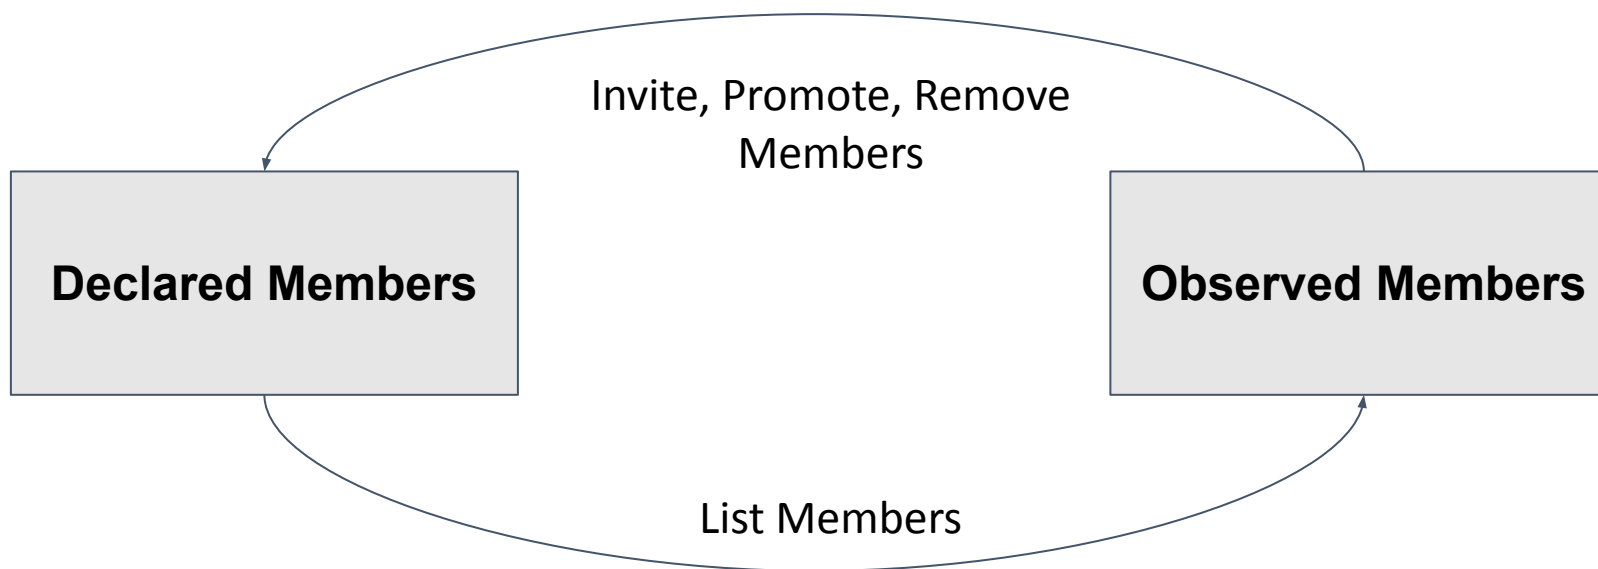 Invite, Promote, Remove
Members
Declared Members
Observed Members
List Members